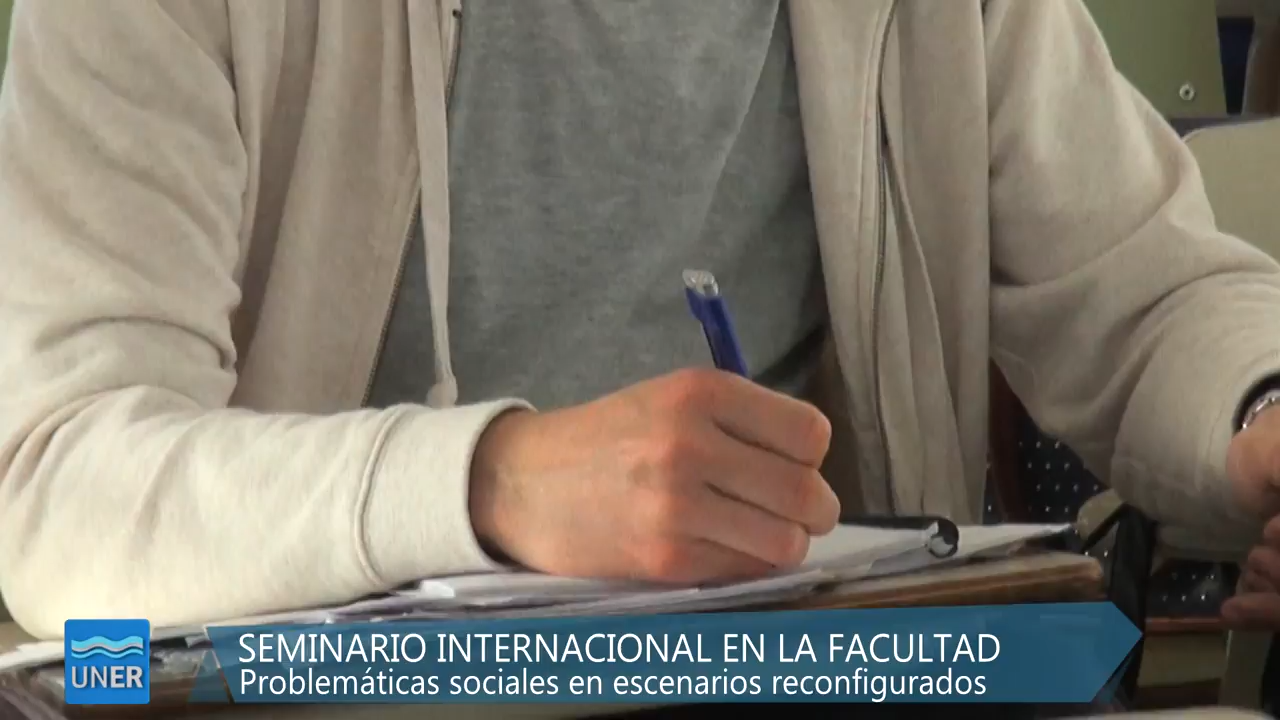 SEMINARIO INTERNACIONAL EN LA FACULTAD
UNER
Problemáticas sociales en escenarios reconfigurados